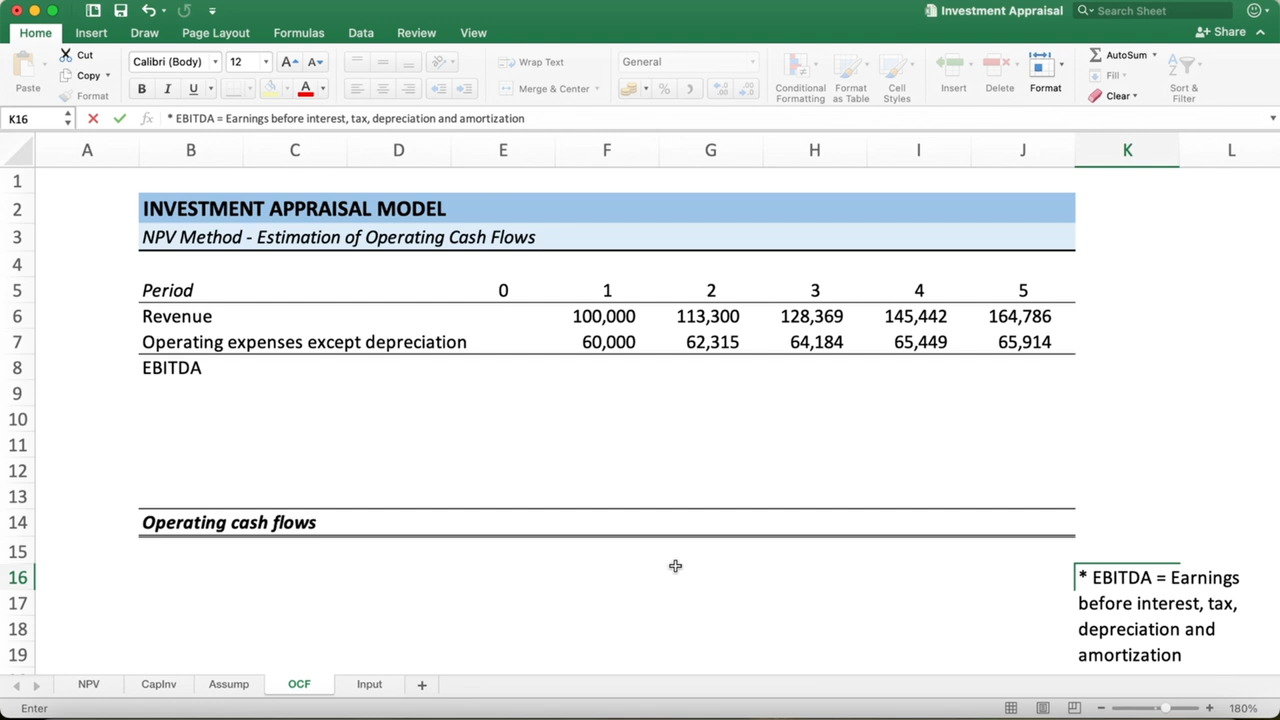 Investment Appraisal
Search Sheet
Home Insert Draw Page Layout Formulas Data Review View
Share
Paste
Cut
Copy
Format
Calibri (Body) 12
A A
B I U A
Wrap Text
Merge & Center
General
%
Conditional Formatting
Format as Table
Cell Styles
Insert
Delete
Format
AutoSum
Fill
Clear
Sort & Filter
K16 fx * EBITDA = Earnings before interest, tax, depreciation and amortization
A B C D E F G H I J K L
1
2 INVESTMENT APPRAISAL MODEL
3 NPV Method - Estimation of Operating Cash Flows
4
5 Period 0 1 2 3 4 5
6 Revenue 100,000 113,300 128,369 145,442 164,786
7 Operating expenses except depreciation 60,000 62,315 64,184 65,449 65,914
8 EBITDA
9
10
11
12
13
14 Operating cash flows
15
16 * EBITDA = Earnings
17 before interest, tax,
18 depreciation and
19 amortization
NPV CapInv Assump OCF Input +
Enter 180%